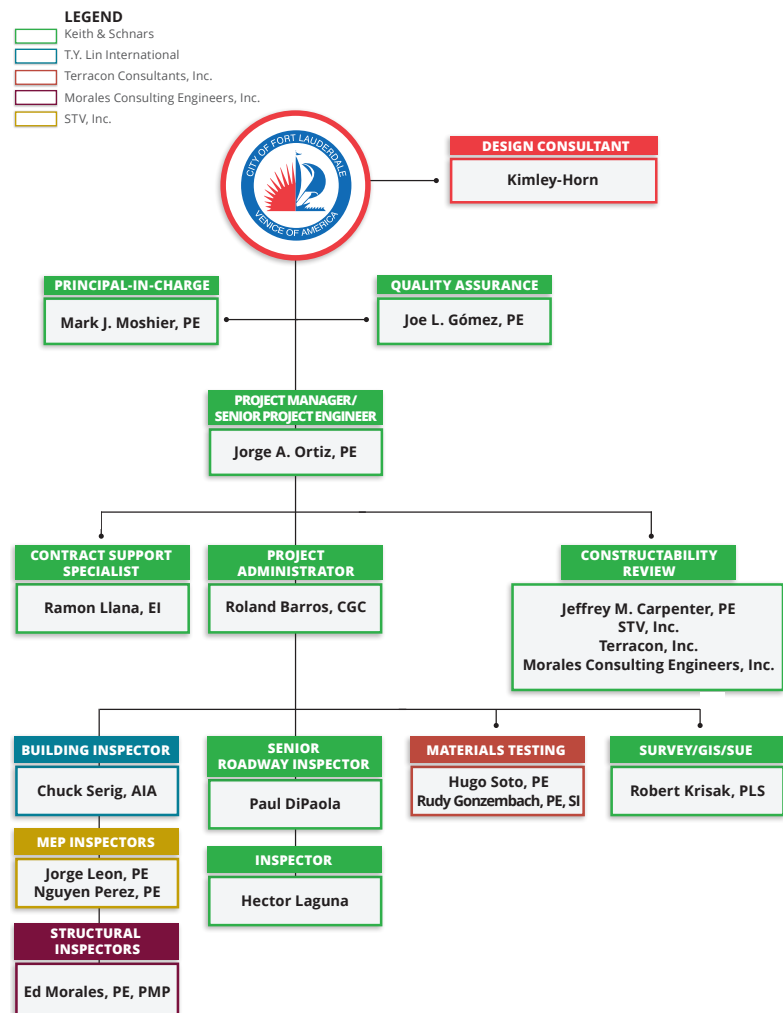 LEGEND
Keith & Schnars
T.Y. Lin International
Terracon Consultants, Inc.
Morales Consulting Engineers, Inc.
STV, Inc.
CITY OF FORT LAUDERDALE
VENICE OF AMERICA
DESIGN CONSULTANT
Kimley-Horn
PRINCIPAL-IN-CHARGE
Mark J. Moshier, PE
QUALITY ASSURANCE
Joe L. Gómez, PE
PROJECT MANAGER/
SENIOR PROJECT ENGINEER
Jorge A. Ortiz, PE
CONTRACT SUPPORT
SPECIALIST
Ramon Llana, EI
PROJECT
ADMINISTRATOR
Roland Barros, CGC
CONSTRUCTABILITY
REVIEW
Jeffrey M. Carpenter, PE
STV, Inc.
Terracon, Inc.
Morales Consulting Engineers, Inc.
BUILDING INSPECTOR
Chuck Serig, AIA
MEP INSPECTORS
Jorge Leon, PE
Nguyen Perez, PE
STRUCTURAL
INSPECTORS
Ed Morales, PE, PMP
SENIOR
ROADWAY INSPECTOR
Paul DiPaola
INSPECTOR
Hector Laguna
MATERIALS TESTING
Hugo Soto, PE
Rudy Gonzembach, PE, SI
SURVEY/GIS/SUE
Robert Krisak, PLS